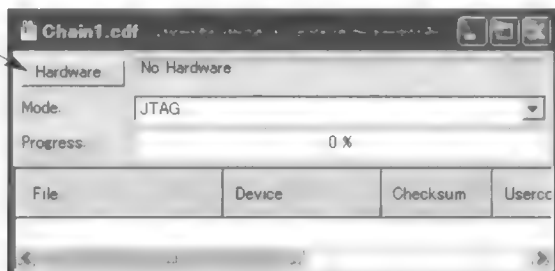 Chain1.cdf
Hardware No Hardware
Mode: JTAG
Progress: 0 %
File Device Checksum Userco